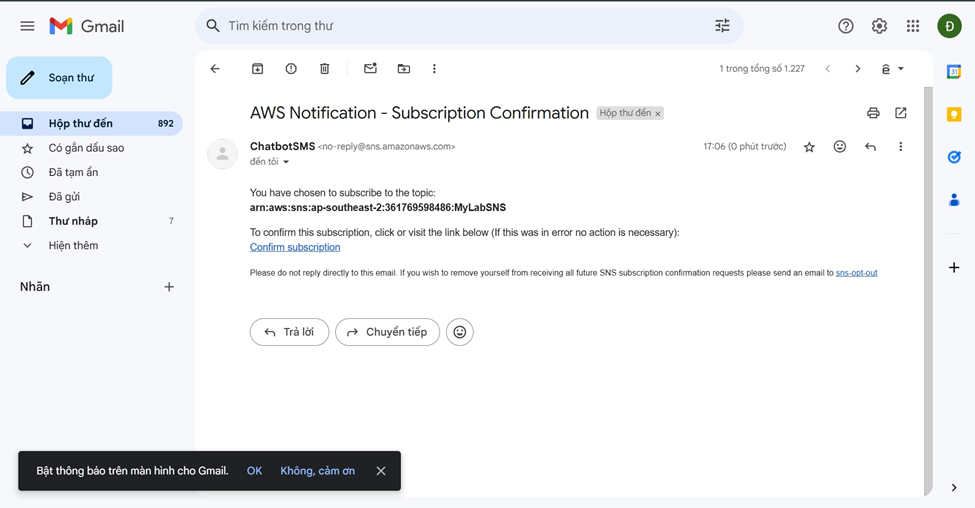 Gmail
Tìm kiếm trong thư
Đ
Soạn thư
1 trong tổng số 1.227
31
Hộp thư đến 892
Có gắn dấu sao
Đã tạm ẩn
Đã gửi
Thư nháp 7
Hiện thêm
Nhãn
AWS Notification - Subscription Confirmation Hộp thư đến x
ChatbotSMS <no-reply@sns.amazonaws.com> 17:06 (0 phút trước)
đến tôi
You have chosen to subscribe to the topic:
arn:aws:sns:ap-southeast-2:361769598486:MyLabSNS
To confirm this subscription, click or visit the link below (If this was in error no action is necessary):
Confirm subscription
Please do not reply directly to this email. If you wish to remove yourself from receiving all future SNS subscription confirmation requests please send an email to sns-opt-out
Trả lời
Chuyển tiếp
Bật thông báo trên màn hình cho Gmail. OK Không, cảm ơn